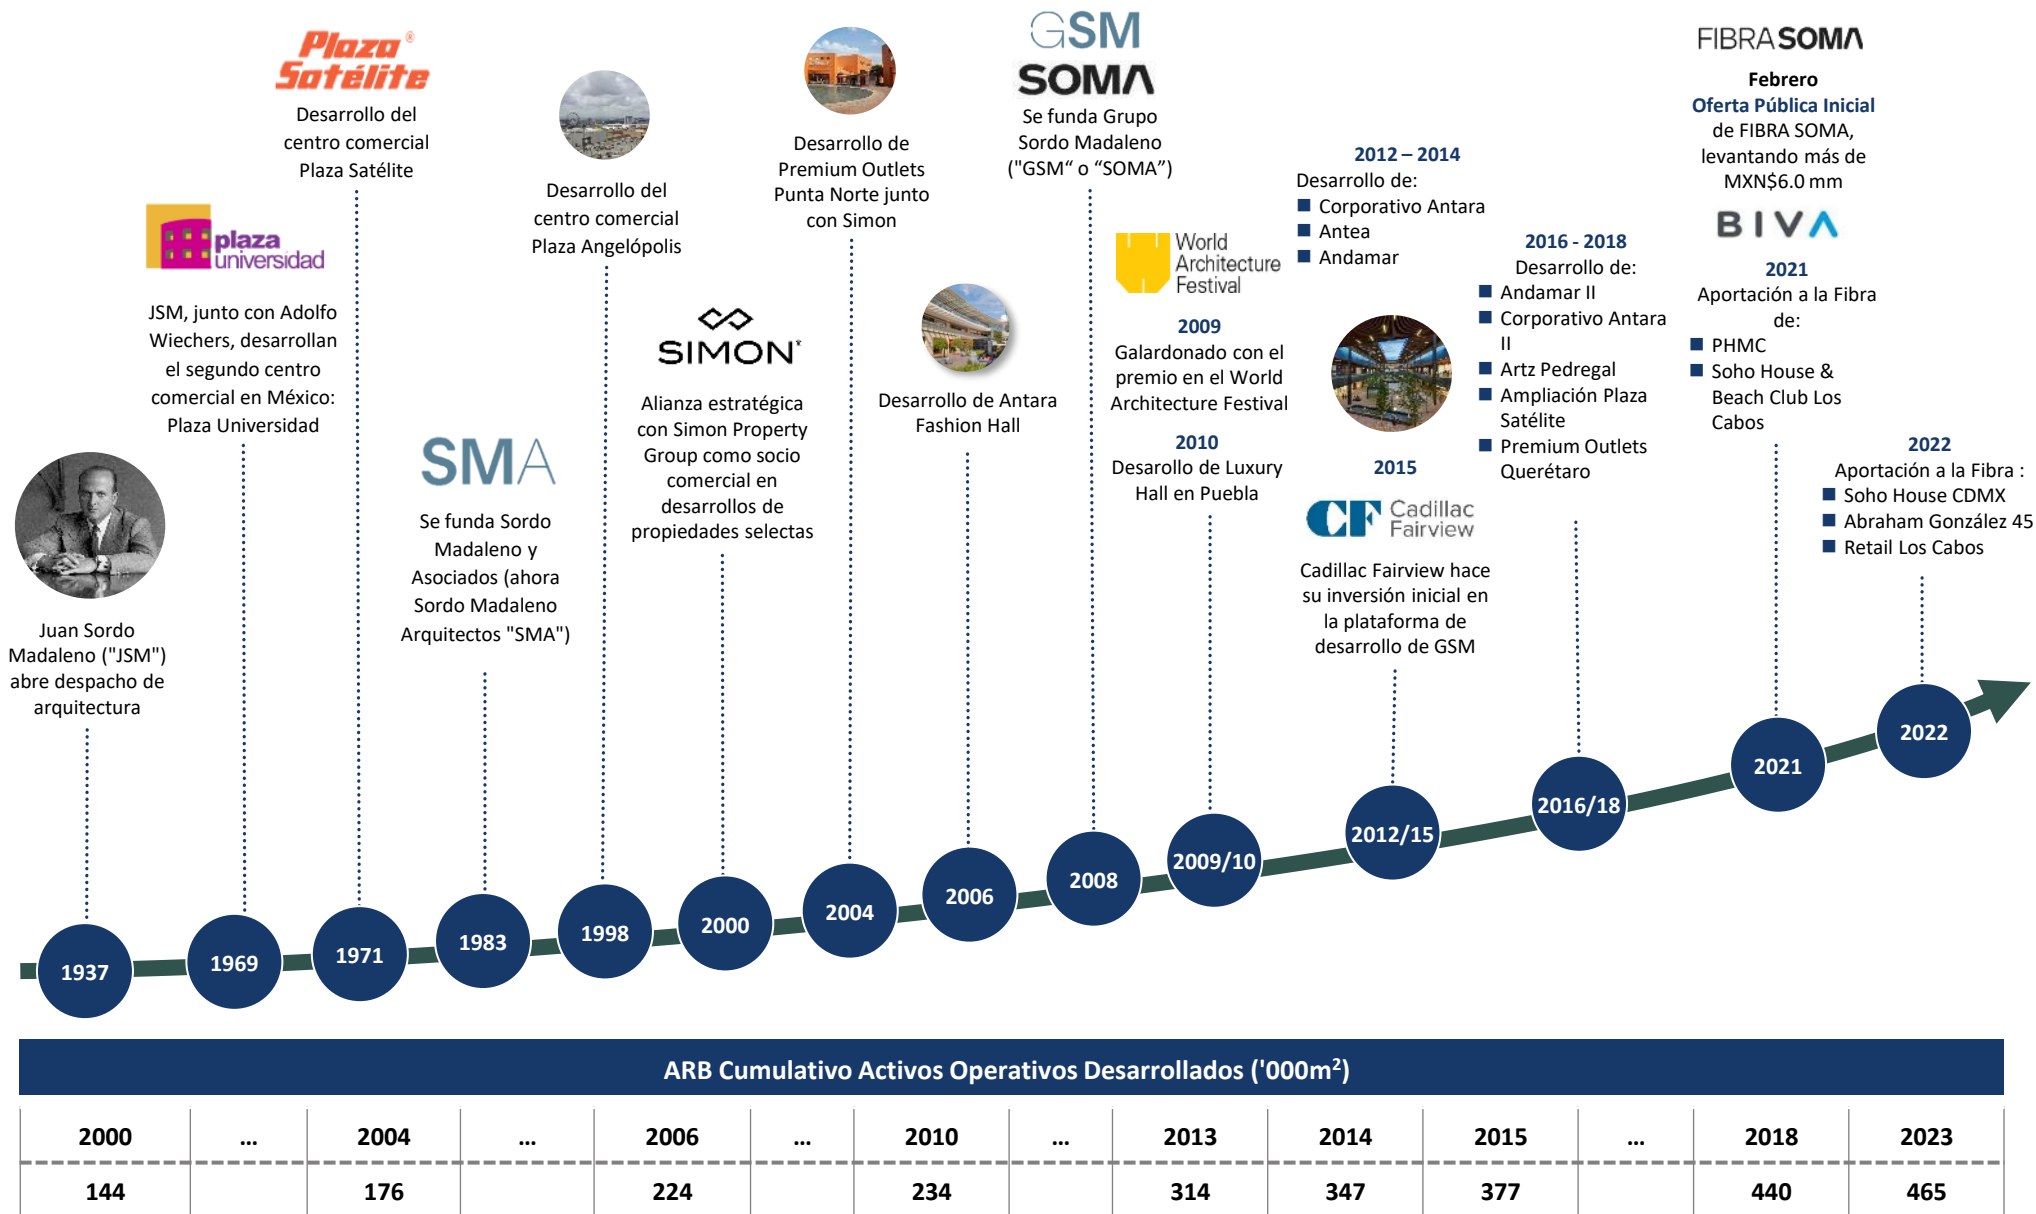 Juan Sordo
Madaleno ("JSM")
abre despacho de
arquitectura
plaza
universidad
JSM, junto con Adolfo
Wiechers, desarrollan
el segundo centro
comercial en México:
Plaza Universidad
Plaza®
Satélite
Desarrollo del
centro comercial
Plaza Satélite
SMA
Se funda Sordo
Madaleno y
Asociados (ahora
Sordo Madaleno
Arquitectos "SMA")
Desarrollo del
centro comercial
Plaza Angelópolis
SIMON
Alianza estratégica
con Simon Property
Group como socio
comercial en
desarrollos de
propiedades selectas
Desarrollo de
Premium Outlets
Punta Norte junto
con Simon
Desarrollo de Antara
Fashion Hall
GSM
SOMA
Se funda Grupo
Sordo Madaleno
("GSM“ o “SOMA”)
World
Architecture
Festival
2009
Galardonado con el
premio en el World
Architecture Festival
2010
Desarollo de Luxury
Hall en Puebla
2012 – 2014
Desarrollo de:
■ Corporativo Antara
■ Antea
■ Andamar
2015
CF Cadillac
Fairview
Cadillac Fairview hace
su inversión inicial en
la plataforma de
desarrollo de GSM
2016 - 2018
Desarrollo de:
■ Andamar II
■ Corporativo Antara
II
■ Artz Pedregal
■ Ampliación Plaza
Satélite
■ Premium Outlets
Querétaro
FIBRA SOMA
Febrero
Oferta Pública Inicial
de FIBRA SOMA,
levantando más de
MXN$6.0 mm
BIVA
2021
Aportación a la Fibra
de:
■ PHMC
■ Soho House &
Beach Club Los
Cabos
2022
Aportación a la Fibra :
■ Soho House CDMX
■ Abraham González 45
■ Retail Los Cabos
1937
1969
1971
1983
1998
2000
2004
2006
2008
2009/10
2012/15
2016/18
2021
2022
ARB Cumulativo Activos Operativos Desarrollados ('000m²)
2000 ... 2004 ... 2006 ... 2010 ... 2013 2014 2015 ... 2018 2023
144 176 224 234 314 347 377 440 465